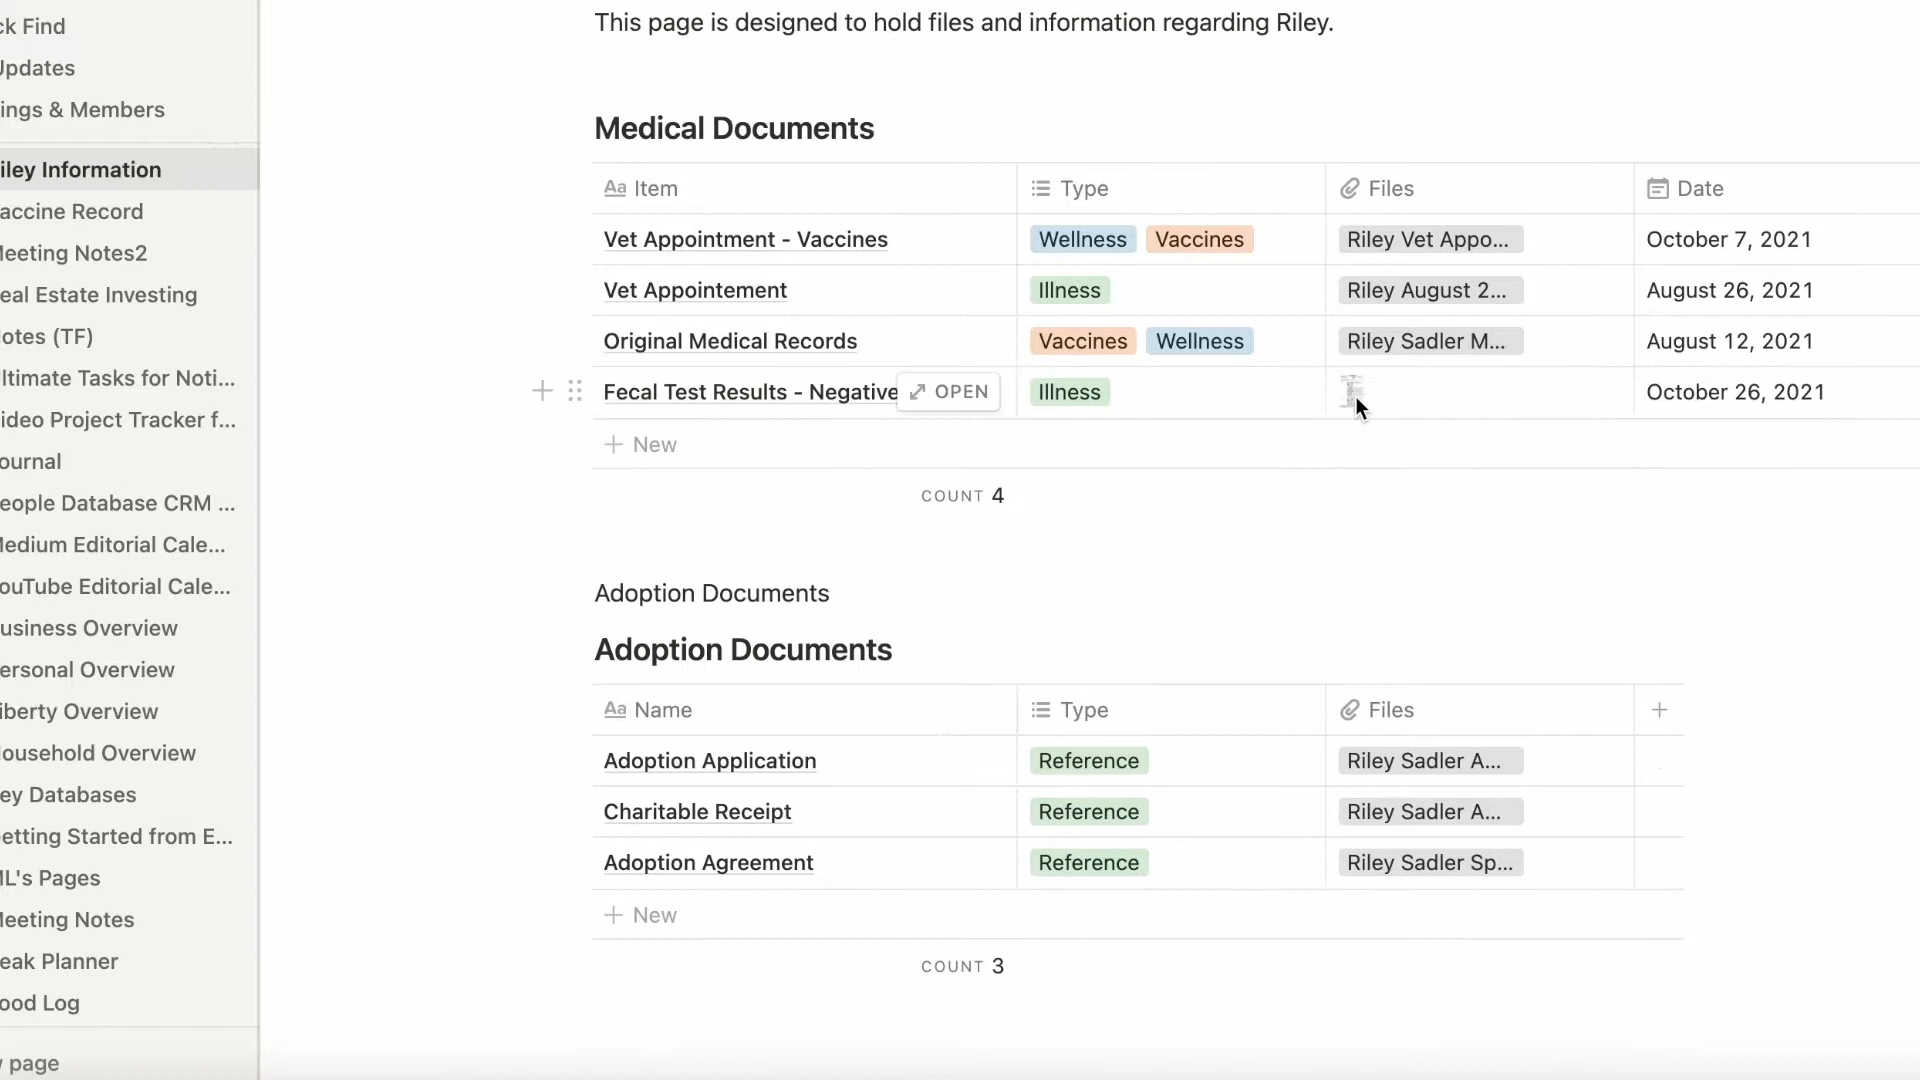 ck Find
Updates
ings & Members
iley Information
accine Record
Meeting Notes2
eal Estate Investing
otes (TF)
ltimate Tasks for Noti...
ideo Project Tracker f...
ournal
eople Database CRM ...
Medium Editorial Cale...
ouTube Editorial Cale...
usiness Overview
ersonal Overview
iberty Overview
ousehold Overview
ey Databases
etting Started from E...
ML's Pages
Meeting Notes
eak Planner
ood Log
page
This page is designed to hold files and information regarding Riley.
Medical Documents
Aa Item Type Files Date
Vet Appointment - Vaccines Wellness Vaccines Riley Vet Appo... October 7, 2021
Vet Appointement Illness Riley August 2... August 26, 2021
Original Medical Records Vaccines Wellness Riley Sadler M... August 12, 2021
Fecal Test Results - Negative OPEN Illness October 26, 2021
+ New
COUNT 4
Adoption Documents
Adoption Documents
Aa Name Type Files +
Adoption Application Reference Riley Sadler A...
Charitable Receipt Reference Riley Sadler A...
Adoption Agreement Reference Riley Sadler Sp...
+ New
COUNT 3